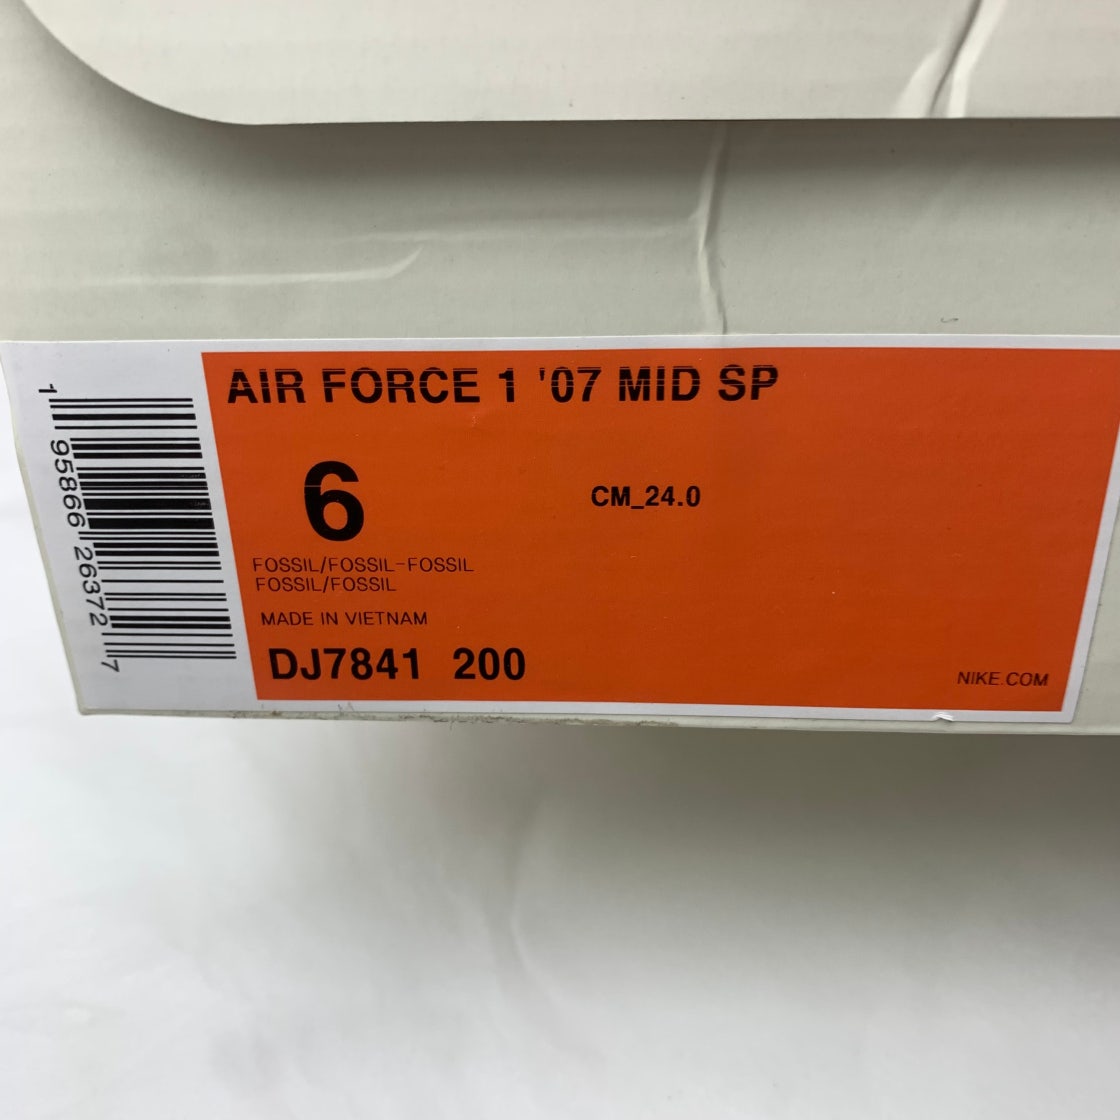 AIR FORCE 1 '07 MID SP
6
CM_24.0
FOSSIL/FOSSIL-FOSSIL
FOSSIL/FOSSIL
MADE IN VIETNAM
DJ7841 200
NIKE.COM
1 95866 26372 7